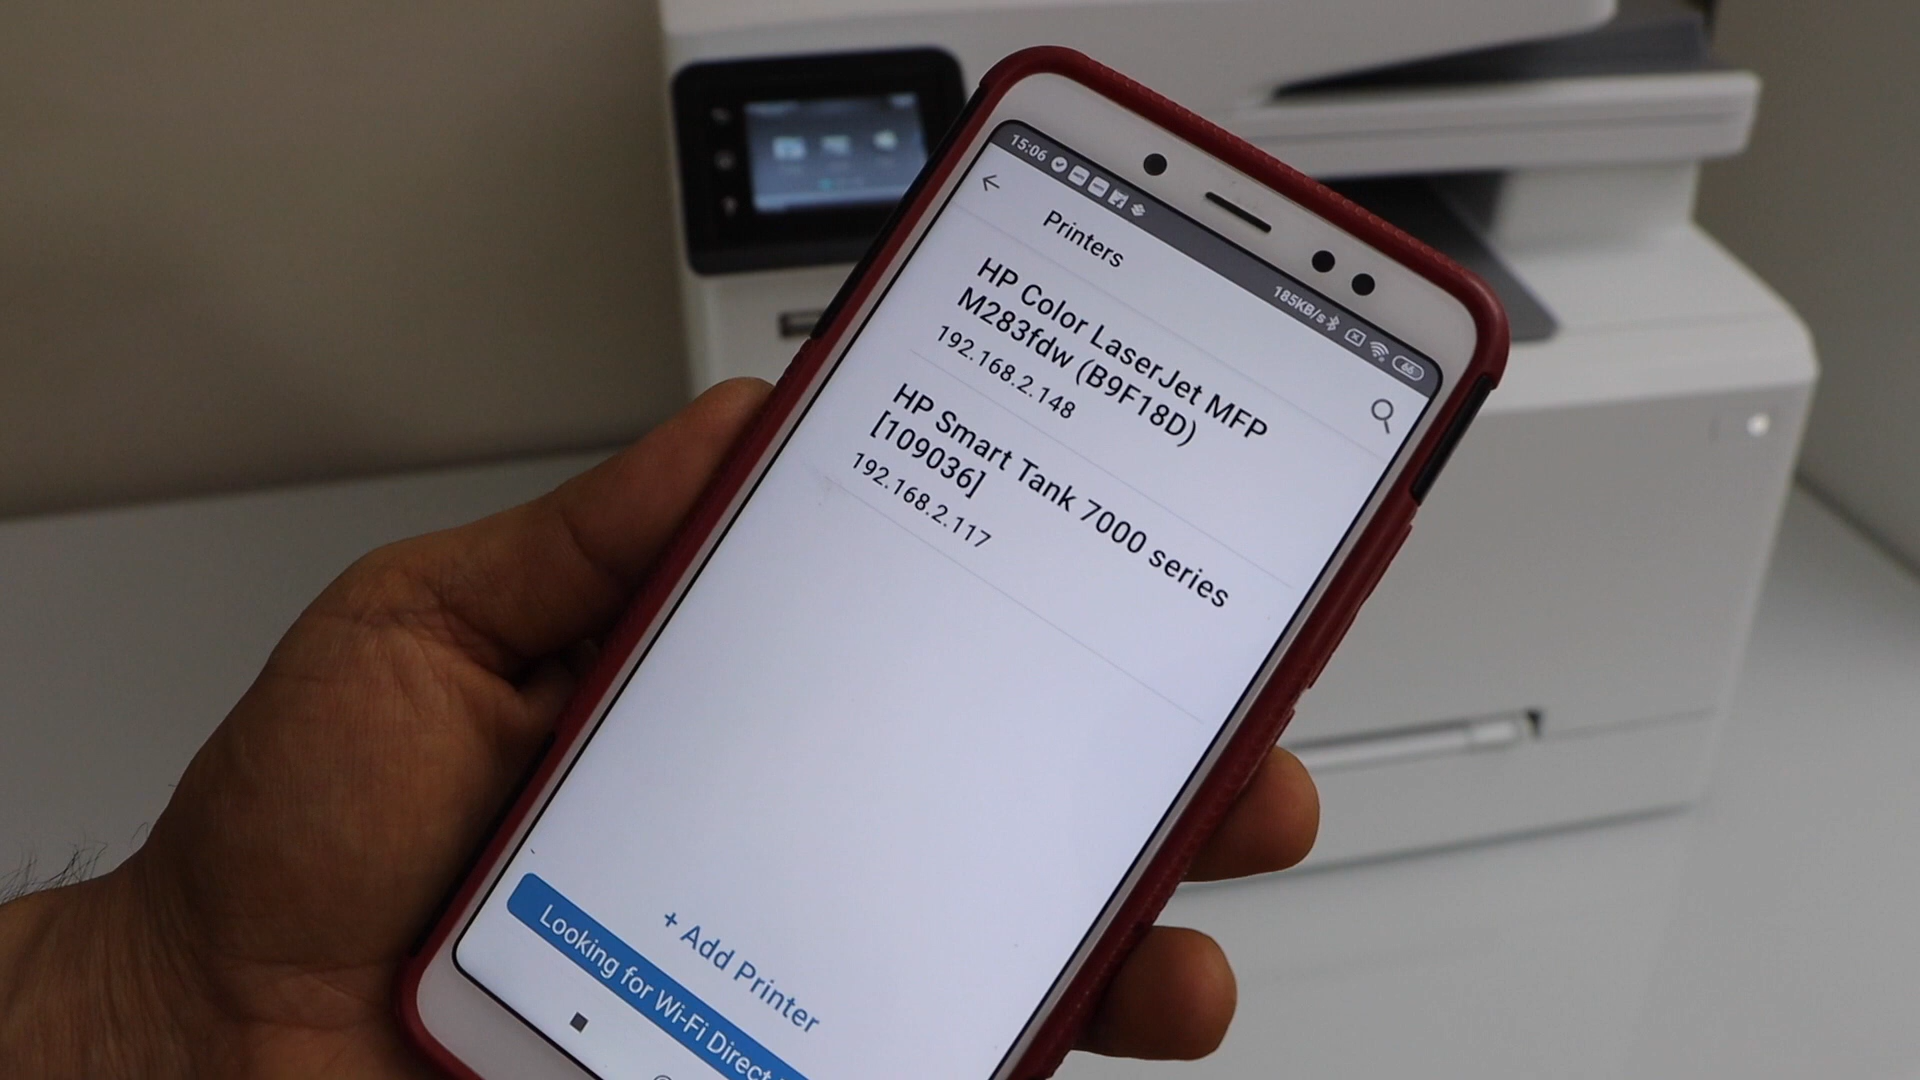 15:06
185KB/s
66
Printers
HP Color LaserJet MFP
M283fdw (B9F18D)
192.168.2.148
HP Smart Tank 7000 series
[109036]
192.168.2.117
+ Add Printer
Looking for Wi-Fi Direct